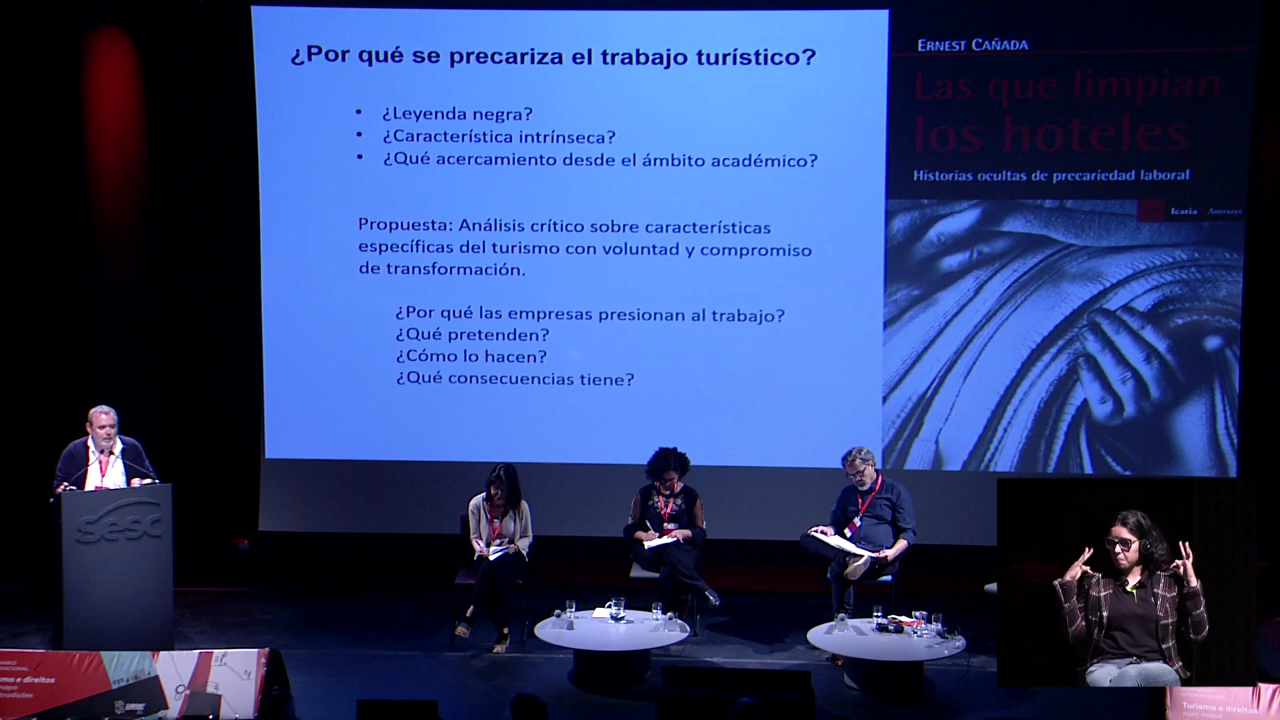 ¿Por qué se precariza el trabajo turístico?
• ¿Leyenda negra?
• ¿Característica intrínseca?
• ¿Qué acercamiento desde el ámbito académico?
Propuesta: Análisis crítico sobre características
específicas del turismo con voluntad y compromiso
de transformación.
¿Por qué las empresas presionan al trabajo?
¿Qué pretenden?
¿Cómo lo hacen?
¿Qué consecuencias tiene?
ERNEST CAÑADA
Las que limpian
los hoteles
Historias ocultas de precariedad laboral
Icaria
sesc
Turismo e direitos